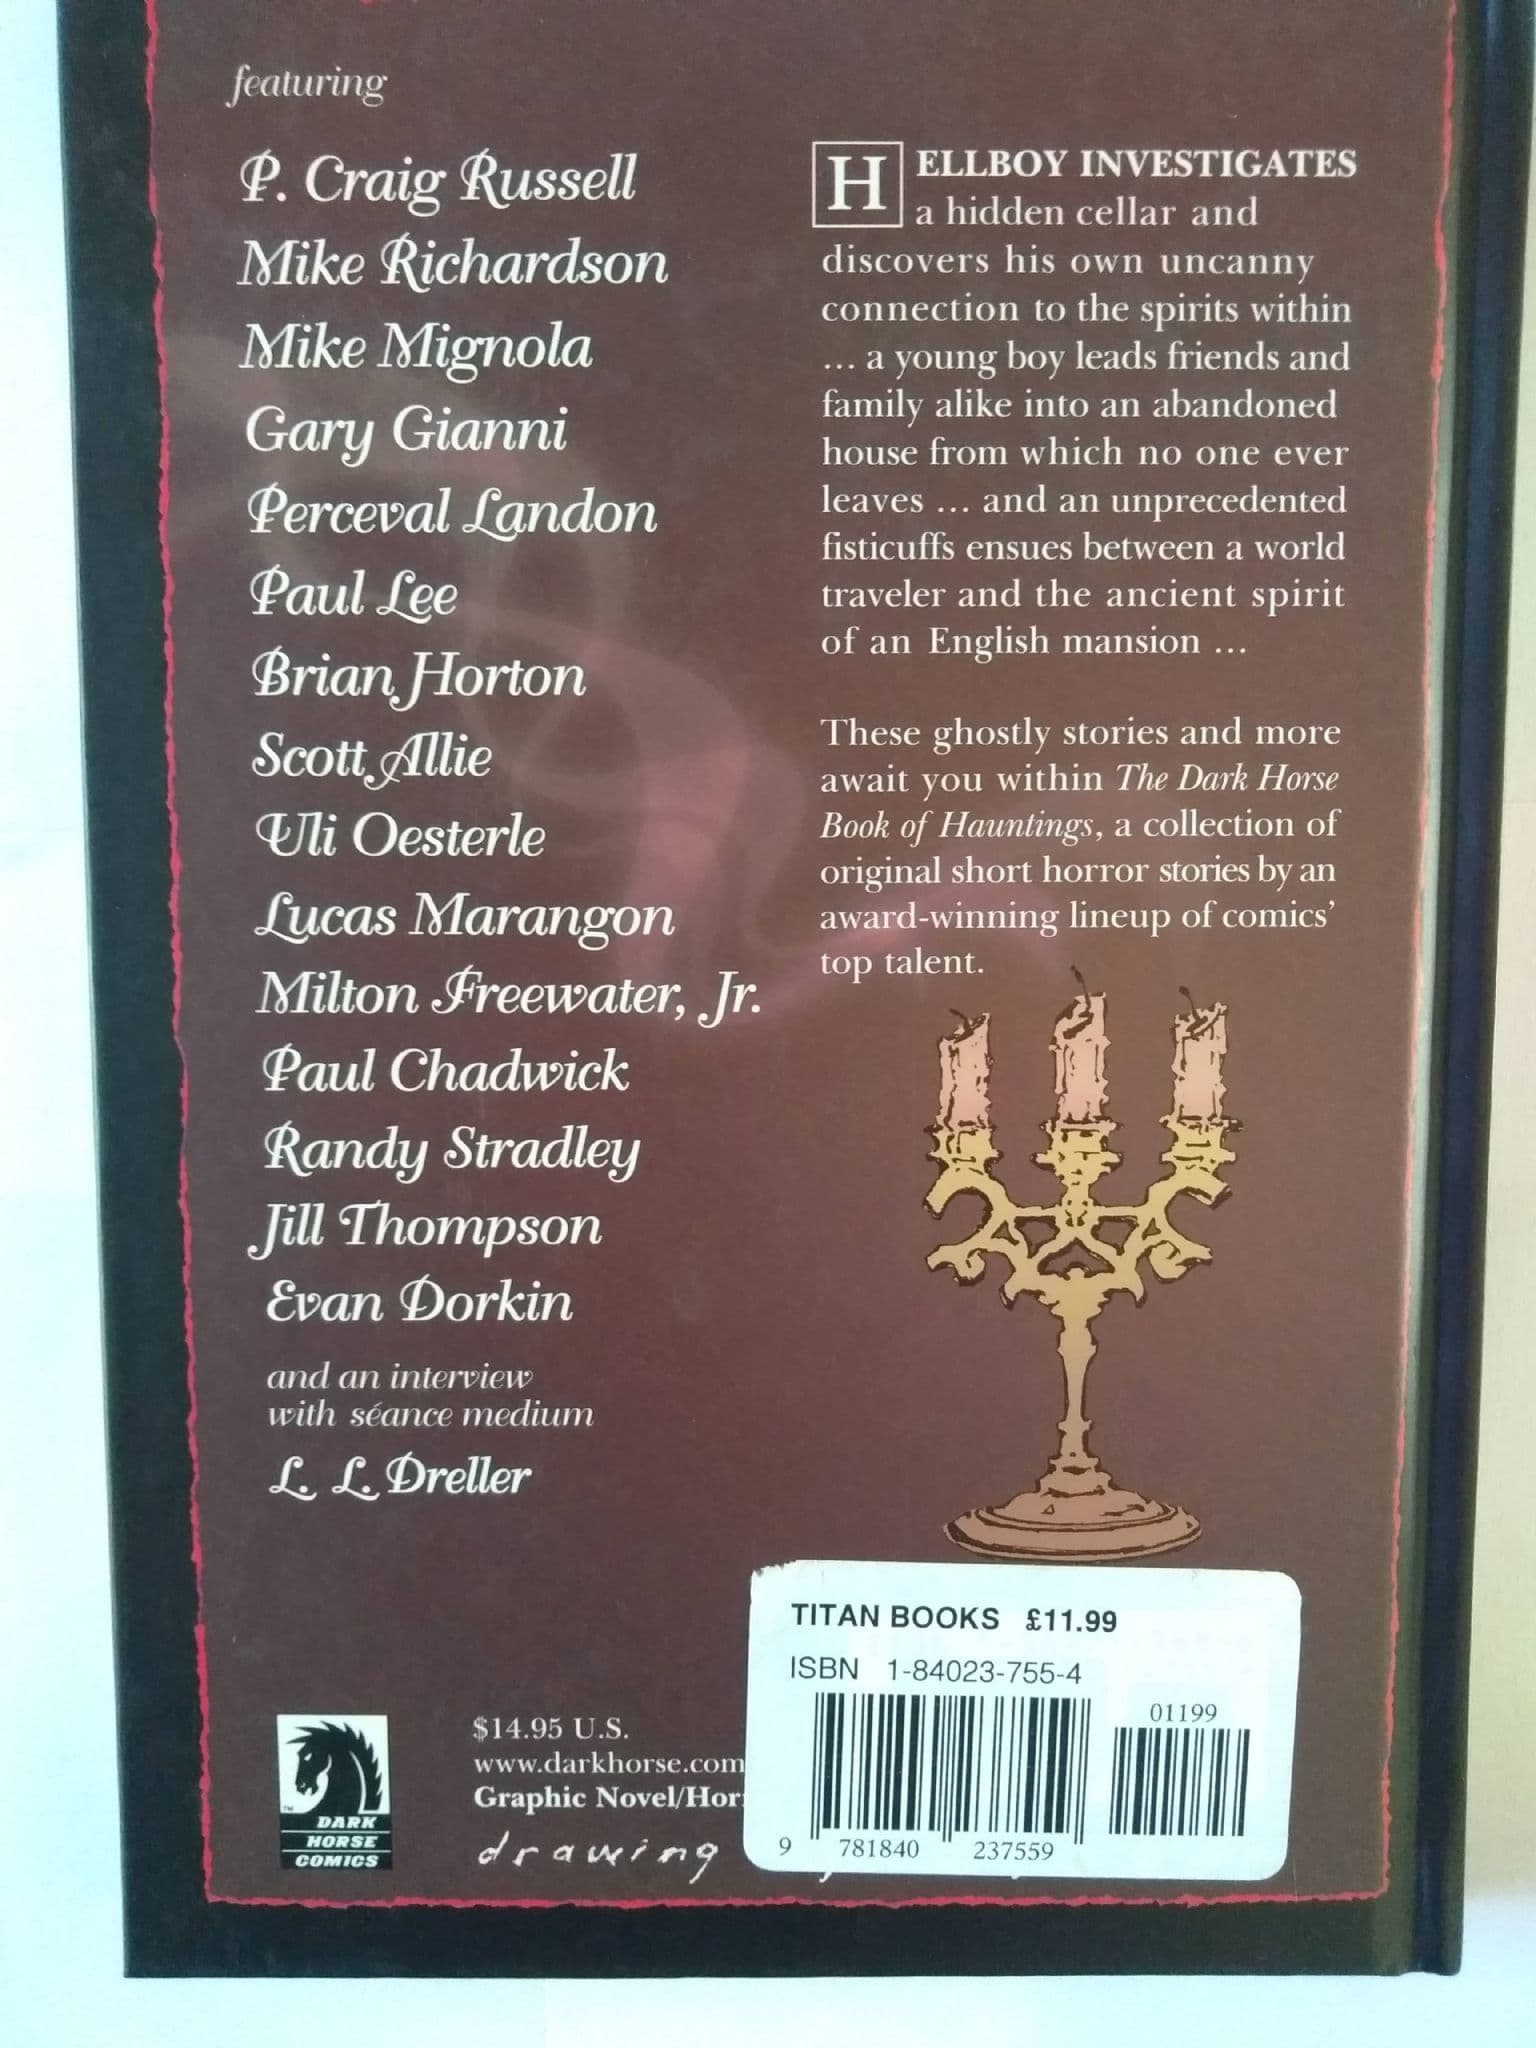 featuring
P. Craig Russell
Mike Richardson
Mike Mignola
Gary Gianni
Perceval Landon
Paul Lee
Brian Horton
Scott Allie
Uli Oesterle
Lucas Marangon
Milton Freewater, Jr.
Paul Chadwick
Randy Stradley
Jill Thompson
Evan Dorkin
and an interview
with séance medium
L. L. Dreller
HELLBOY INVESTIGATES
a hidden cellar and
discovers his own uncanny
connection to the spirits within
... a young boy leads friends and
family alike into an abandoned
house from which no one ever
leaves ... and an unprecedented
fisticuffs ensues between a world
traveler and the ancient spirit
of an English mansion ...
These ghostly stories and more
await you within The Dark Horse
Book of Hauntings, a collection of
original short horror stories by an
award-winning lineup of comics'
top talent.
TITAN BOOKS £11.99
ISBN 1-84023-755-4
01199
9 781840 237559
$14.95 U.S.
www.darkhorse.com
Graphic Novel/Hor
drawing
DARK
HORSE
COMICS
TM